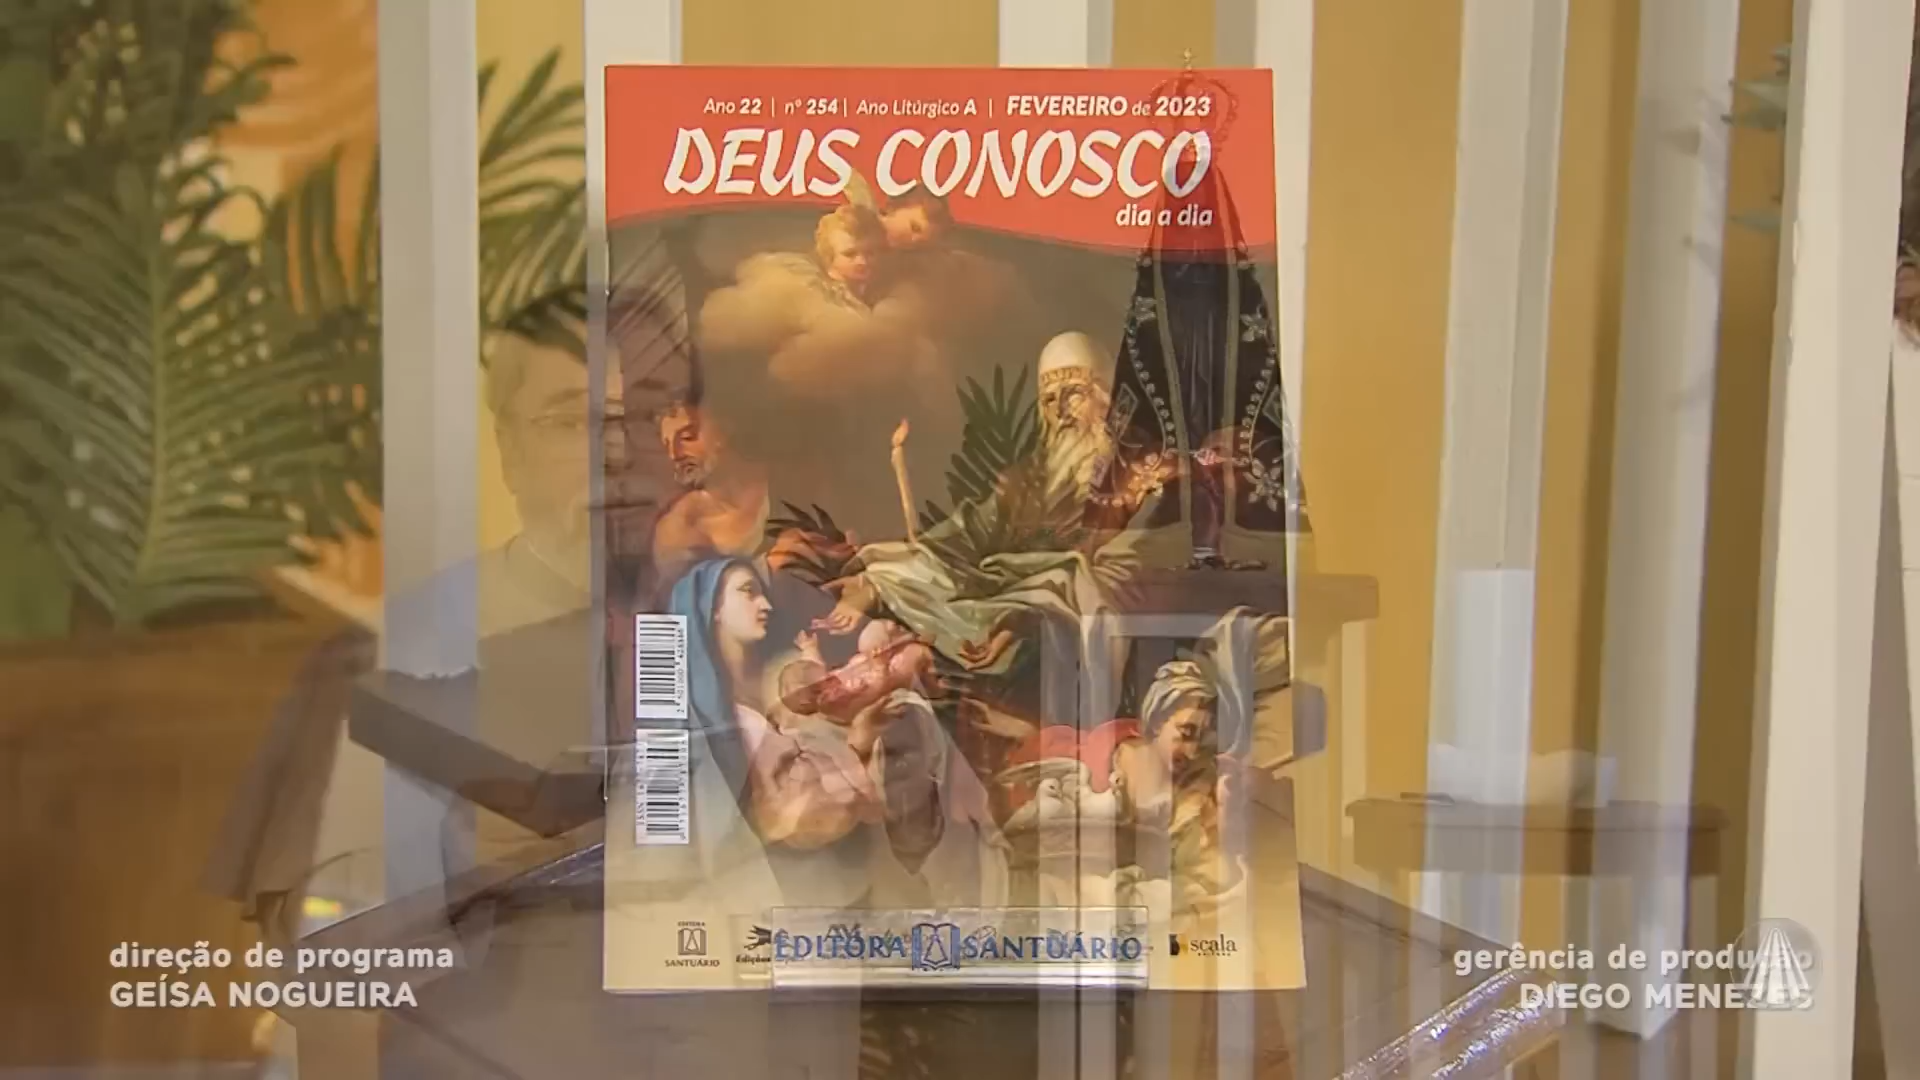 Ano 22 | nº 254 | Ano Litúrgico A | FEVEREIRO de 2023
DEUS CONOSCO
dia a dia
EDITORA
SANTUÁRIO
EDITORA SANTUÁRIO
scala
direção de programa
GEÍSA NOGUEIRA
gerência de produção
DIEGO MENEZES